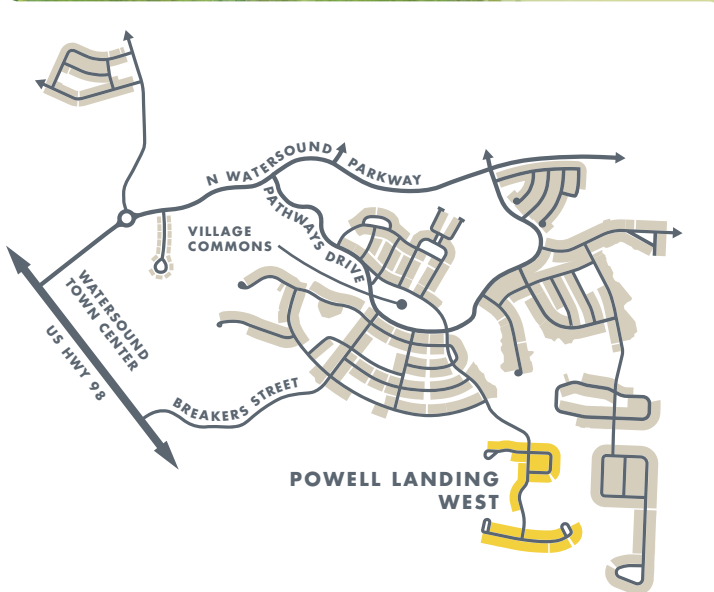 N WATERSOUND PARKWAY
PATHWAYS DRIVE
VILLAGE
COMMONS
WATERSOUND
TOWN CENTER
US HWY 98
BREAKERS STREET
POWELL LANDING
WEST